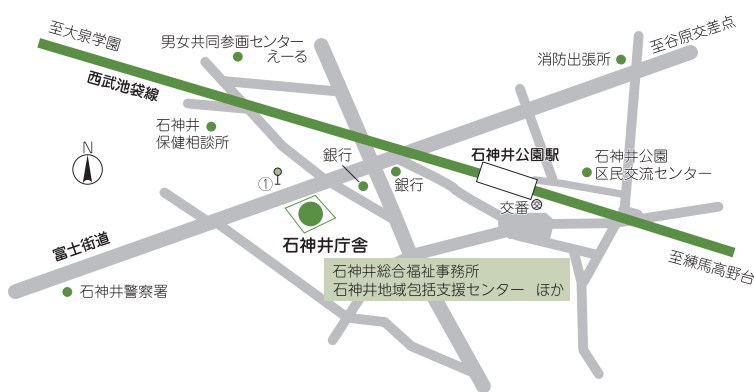 至大泉学園
男女共同参画センター
えーる
消防出張所
至谷原交差点
西武池袋線
石神井
保健相談所
N
銀行
石神井公園駅
石神井公園
区民交流センター
①
銀行
交番
石神井庁舎
富士街道
石神井総合福祉事務所
石神井地域包括支援センター ほか
至練馬高野台
石神井警察署